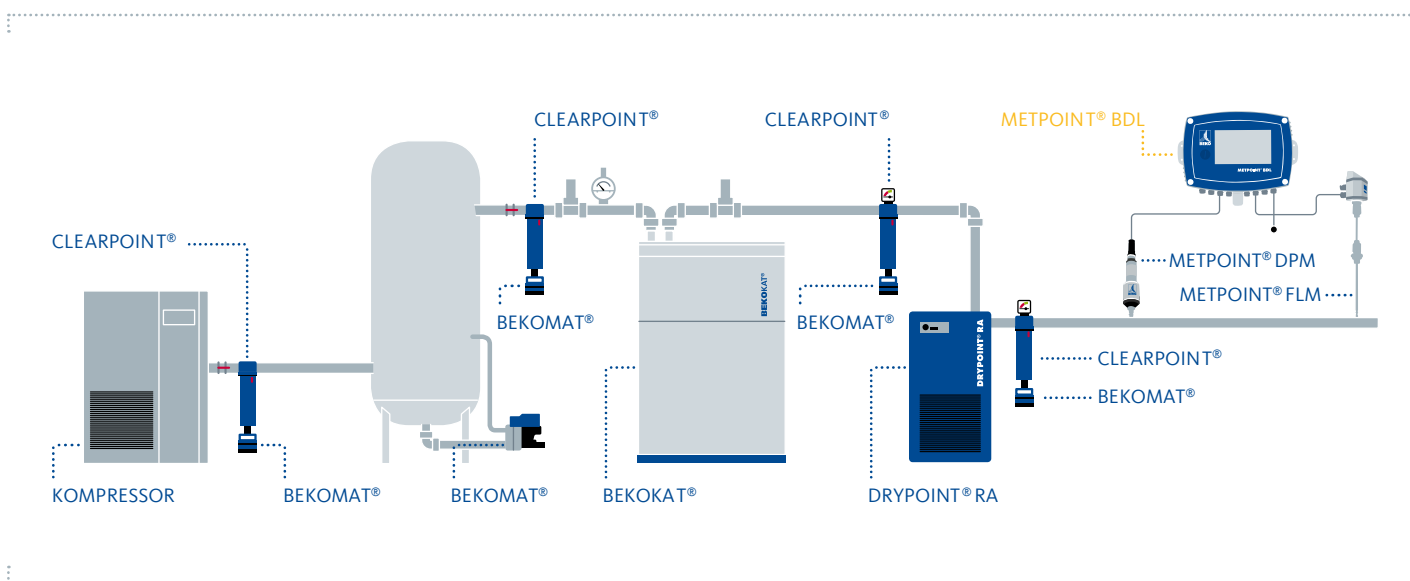 CLEARPOINT®
CLEARPOINT®
METPOINT® BDL
BEKO
METPOINT® BDL
CLEARPOINT®
METPOINT® DPM
METPOINT® FLM
BEKOKAT®
BEKOMAT®
BEKOMAT®
DRYPOINT® RA
CLEARPOINT®
BEKOMAT®
KOMPRESSOR
BEKOMAT®
BEKOMAT®
BEKOKAT®
DRYPOINT® RA